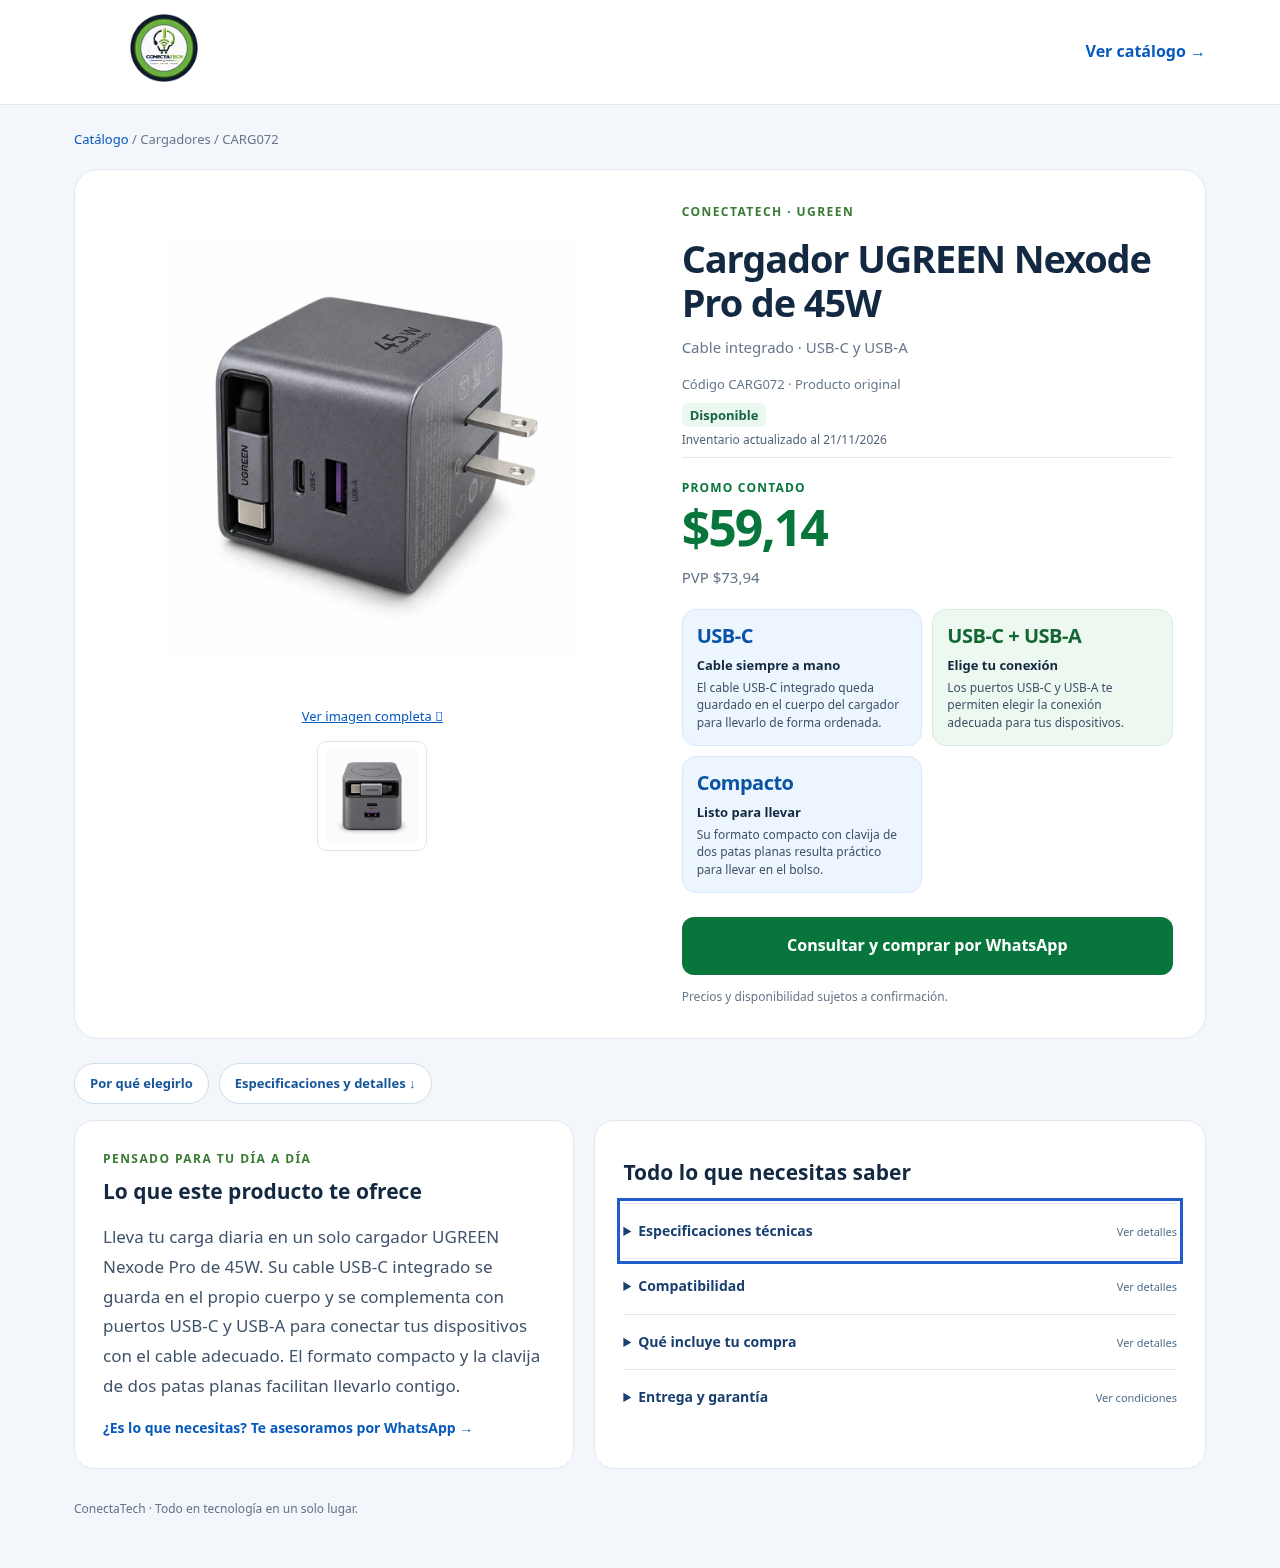 CONECTATECH
Ver catálogo →
Catálogo / Cargadores / CARG072
45W
Nexode Pro
UGREEN
USB-C
USB-A
Ver imagen completa
CONECTATECH · UGREEN
Cargador UGREEN Nexode
Pro de 45W
Cable integrado · USB-C y USB-A
Código CARG072 · Producto original
Disponible
Inventario actualizado al 21/11/2026
PROMO CONTADO
$59,14
PVP $73,94
USB-C
Cable siempre a mano
El cable USB-C integrado queda
guardado en el cuerpo del cargador
para llevarlo de forma ordenada.
USB-C + USB-A
Elige tu conexión
Los puertos USB-C y USB-A te
permiten elegir la conexión
adecuada para tus dispositivos.
Compacto
Listo para llevar
Su formato compacto con clavija de
dos patas planas resulta práctico
para llevar en el bolso.
Consultar y comprar por WhatsApp
Precios y disponibilidad sujetos a confirmación.
Por qué elegirlo
Especificaciones y detalles ↓
PENSADO PARA TU DÍA A DÍA
Lo que este producto te ofrece
Lleva tu carga diaria en un solo cargador UGREEN
Nexode Pro de 45W. Su cable USB-C integrado se
guarda en el propio cuerpo y se complementa con
puertos USB-C y USB-A para conectar tus dispositivos
con el cable adecuado. El formato compacto y la clavija
de dos patas planas facilitan llevarlo contigo.
¿Es lo que necesitas? Te asesoramos por WhatsApp →
Todo lo que necesitas saber
Especificaciones técnicas Ver detalles
Compatibilidad Ver detalles
Qué incluye tu compra Ver detalles
Entrega y garantía Ver condiciones
ConectaTech · Todo en tecnología en un solo lugar.